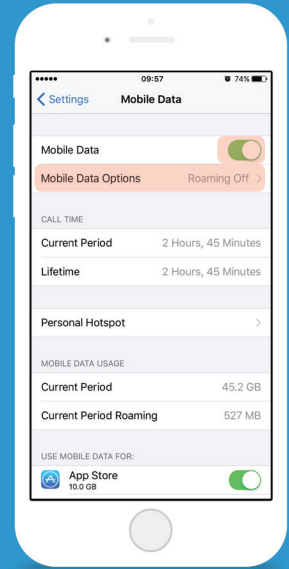 09:57 74%
Settings Mobile Data
Mobile Data
Mobile Data Options Roaming Off
CALL TIME
Current Period 2 Hours, 45 Minutes
Lifetime 2 Hours, 45 Minutes
Personal Hotspot
MOBILE DATA USAGE
Current Period 45.2 GB
Current Period Roaming 527 MB
USE MOBILE DATA FOR:
App Store
10.0 GB